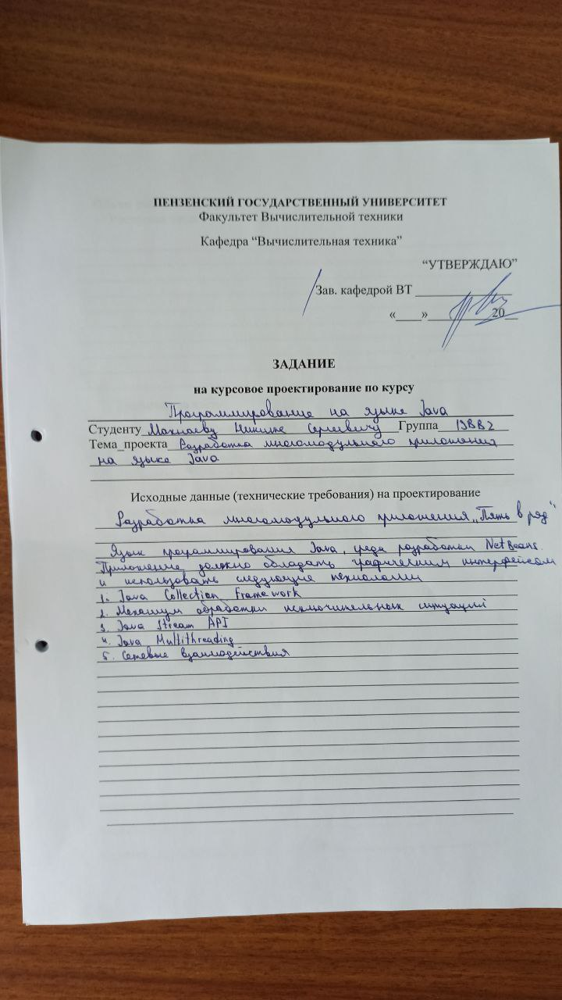 ПЕНЗЕНСКИЙ ГОСУДАРСТВЕННЫЙ УНИВЕРСИТЕТ
Факультет Вычислительной техники
Кафедра “Вычислительная техника”
“УТВЕРЖДАЮ”
Зав. кафедрой ВТ
«____»__________20__
ЗАДАНИЕ
на курсовое проектирование по курсу
Программирование на языке Java
Студенту Никите Сергеевичу Группа 19ВВ2
Тема проекта Разработка многомодульного приложения
на языке Java
Исходные данные (технические требования) на проектирование
Разработка многомодульного приложения „Пять в ряд“
Язык программирования Java, среда разработки NetBeans.
Приложение должно обладать графическим интерфейсом
и использовать следующие технологии
1. Java Collection Framework
2. Механизм обработки исключительных ситуаций
3. Java Stream API
4. Java Multithreading
5. Сетевые взаимодействия